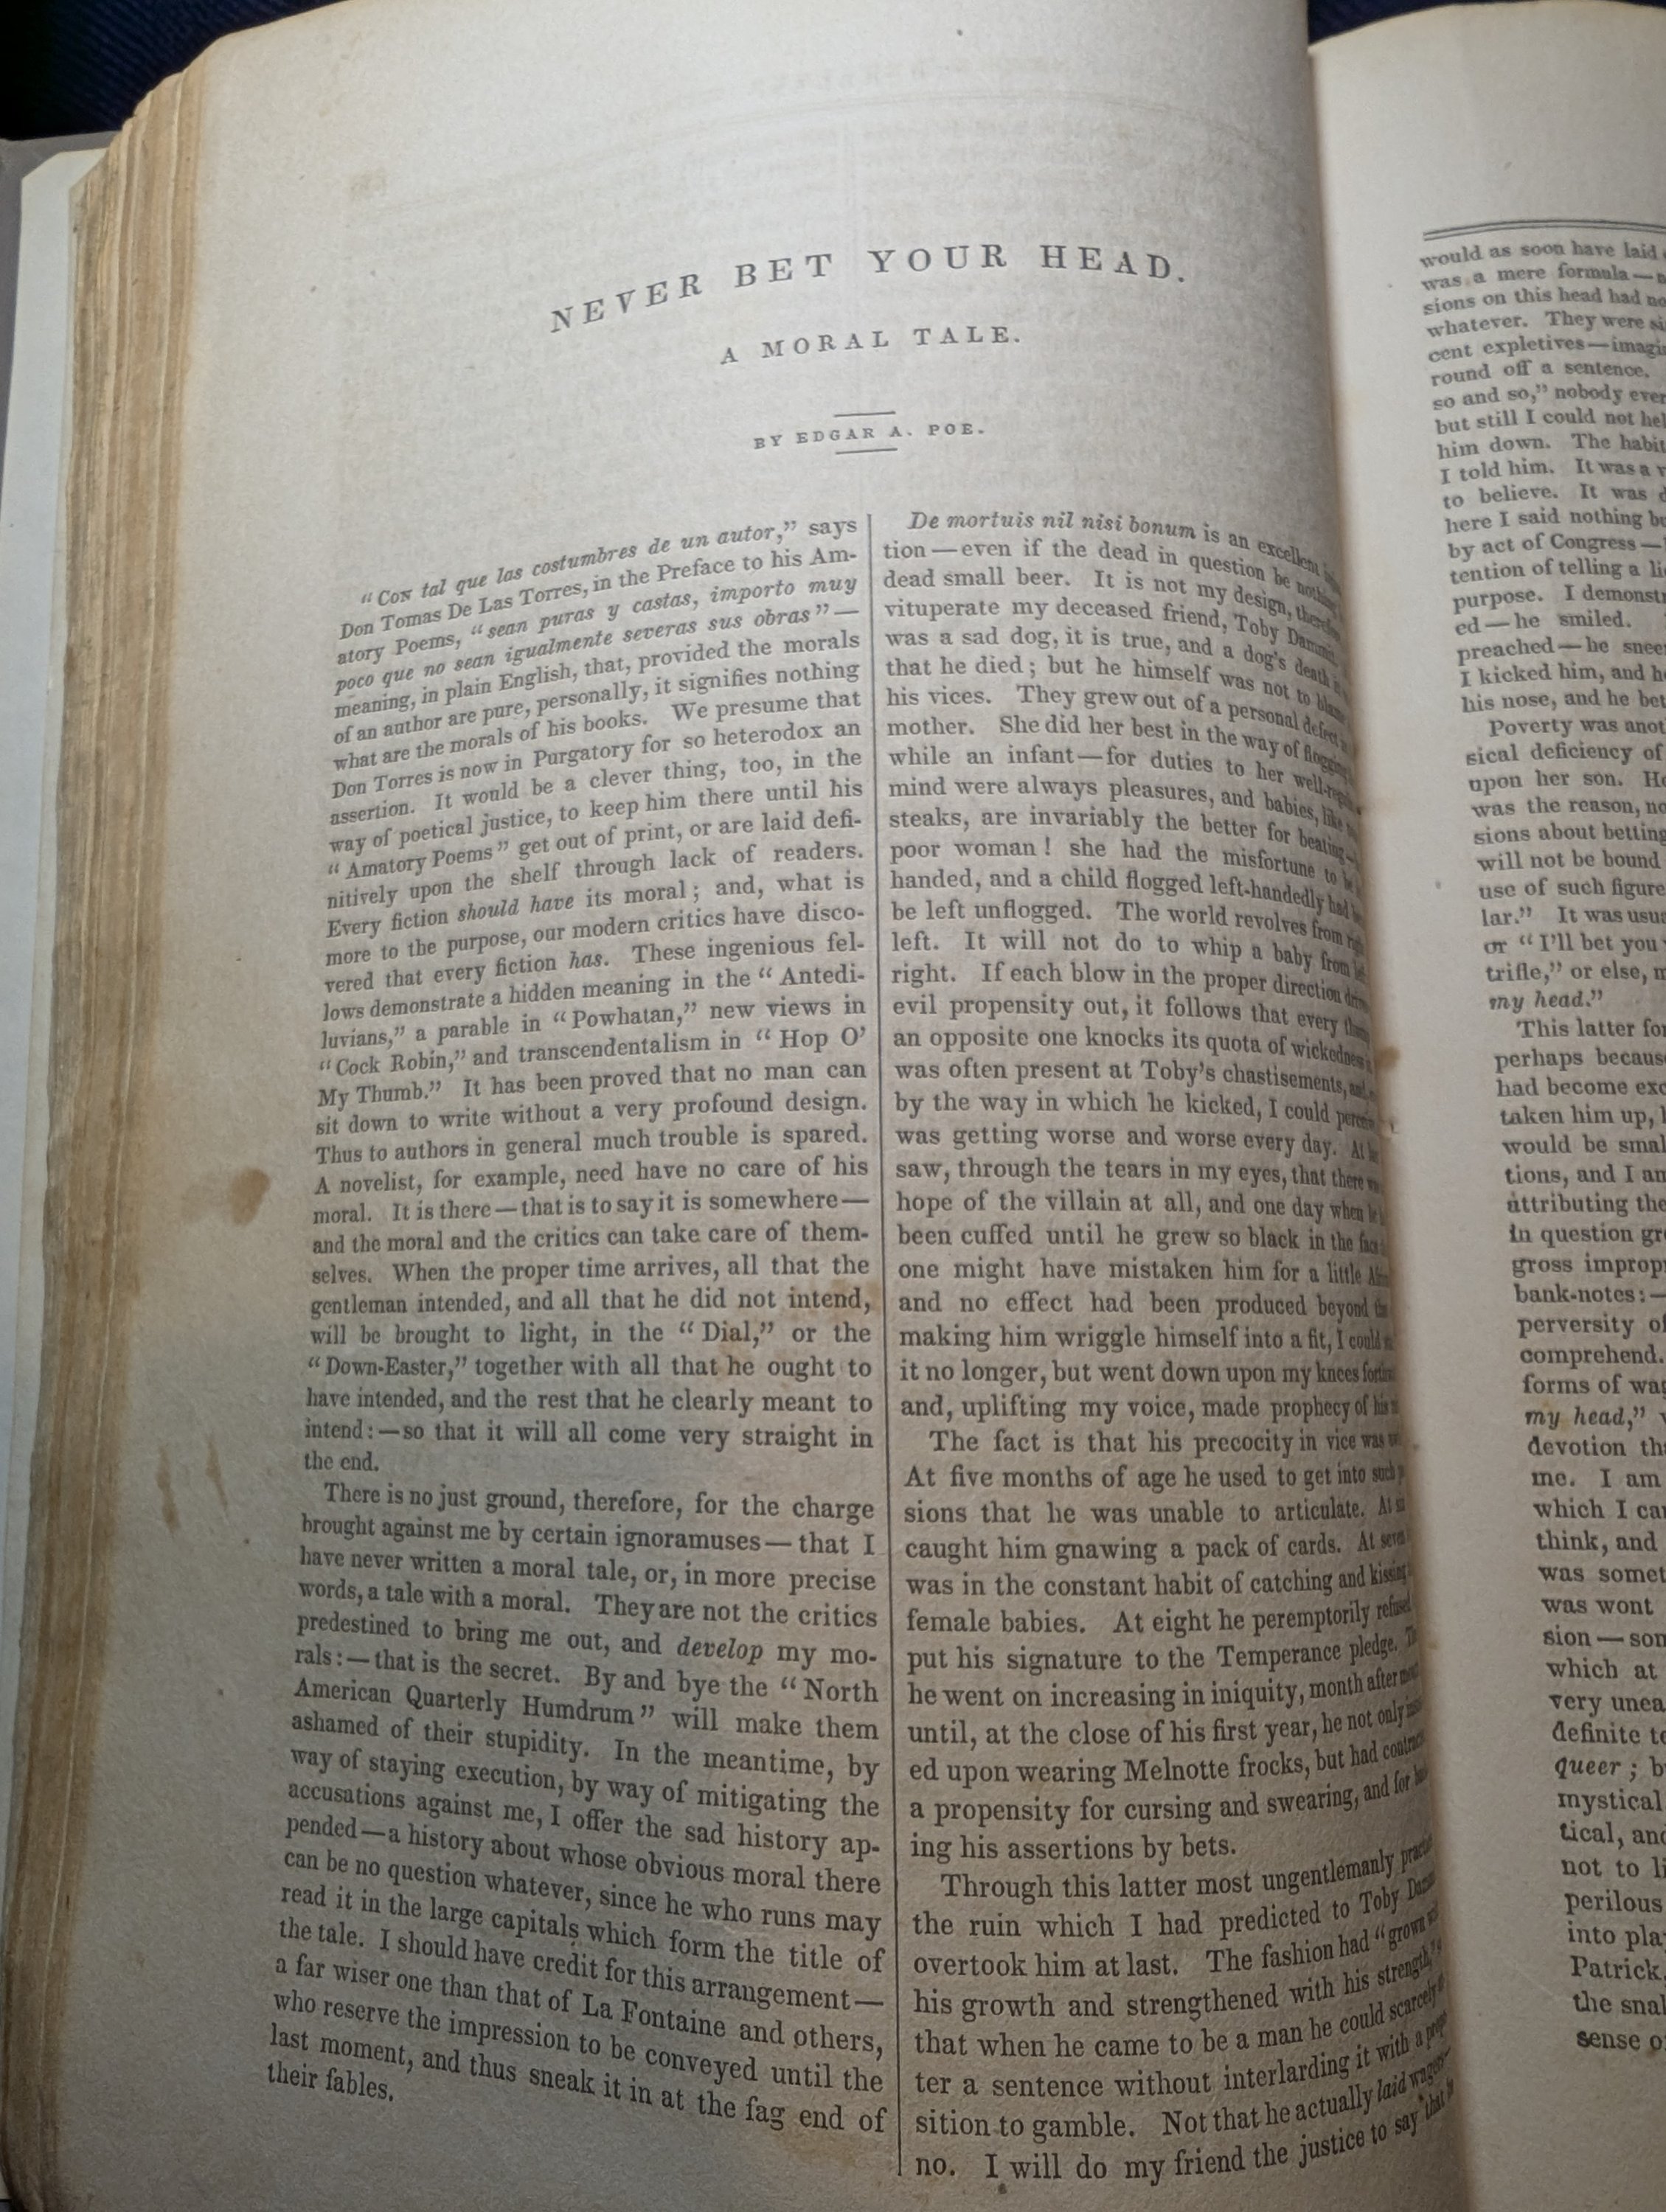 NEVER BET YOUR HEAD.
A MORAL TALE.
BY EDGAR A. POE.
"Con tal que las costumbres de un autor," says
Don Tomas De Las Torres, in the Preface to his Am-
atory Poems, "sean puras y castas, importo muy
poco que no sean igualmente severas sus obras"—
meaning, in plain English, that, provided the morals
of an author are pure, personally, it signifies nothing
what are the morals of his books. We presume that
Don Torres is now in Purgatory for so heterodox an
assertion. It would be a clever thing, too, in the
way of poetical justice, to keep him there until his
"Amatory Poems" get out of print, or are laid defi-
nitively upon the shelf through lack of readers.
Every fiction should have its moral; and, what is
more to the purpose, our modern critics have disco-
vered that every fiction has. These ingenious fel-
lows demonstrate a hidden meaning in the "Antedi-
luvians," a parable in "Powhatan," new views in
"Cock Robin," and transcendentalism in "Hop O'
My Thumb." It has been proved that no man can
sit down to write without a very profound design.
Thus to authors in general much trouble is spared.
A novelist, for example, need have no care of his
moral. It is there—that is to say it is somewhere—
and the moral and the critics can take care of them-
selves. When the proper time arrives, all that the
gentleman intended, and all that he did not intend,
will be brought to light, in the "Dial," or the
"Down-Easter," together with all that he ought to
have intended, and the rest that he clearly meant to
intend:—so that it will all come very straight in
the end.
There is no just ground, therefore, for the charge
brought against me by certain ignoramuses—that I
have never written a moral tale, or, in more precise
words, a tale with a moral. They are not the critics
predestined to bring me out, and develop my mo-
rals:—that is the secret. By and bye the "North
American Quarterly Humdrum" will make them
ashamed of their stupidity. In the meantime, by
way of staying execution, by way of mitigating the
accusations against me, I offer the sad history ap-
pended—a history about whose obvious moral there
can be no question whatever, since he who runs may
read it in the large capitals which form the title of
the tale. I should have credit for this arrangement—
a far wiser one than that of La Fontaine and others,
who reserve the impression to be conveyed until the
last moment, and thus sneak it in at the fag end of
their fables.
De mortuis nil nisi bonum is an excellent
tion—even if the dead in question be nothing
dead small beer. It is not my design, therefore
vituperate my deceased friend, Toby Dammit.
was a sad dog, it is true, and a dog's death
that he died; but he himself was not to blame
his vices. They grew out of a personal defect
mother. She did her best in the way of flogging
while an infant—for duties to her well-
mind were always pleasures, and babies, like
steaks, are invariably the better for beating—
poor woman! she had the misfortune to be
handed, and a child flogged left-handedly had
be left unflogged. The world revolves from right
left. It will not do to whip a baby from
right. If each blow in the proper direction
evil propensity out, it follows that every
an opposite one knocks its quota of wickedness
was often present at Toby's chastisements,
by the way in which he kicked, I could
was getting worse and worse every day. At
saw, through the tears in my eyes, that there
hope of the villain at all, and one day when
been cuffed until he grew so black in the face
one might have mistaken him for a little
and no effect had been produced beyond
making him wriggle himself into a fit, I could
it no longer, but went down upon my knees
and, uplifting my voice, made prophecy of his
The fact is that his precocity in vice was
At five months of age he used to get into such
sions that he was unable to articulate. At
caught him gnawing a pack of cards. At seven
was in the constant habit of catching and kissing
female babies. At eight he peremptorily refused
put his signature to the Temperance pledge.
he went on increasing in iniquity, month after
until, at the close of his first year, he not only
ed upon wearing Melnotte frocks, but had
a propensity for cursing and swearing, and for
ing his assertions by bets.
Through this latter most ungentlemanly
the ruin which I had predicted to Toby
overtook him at last. The fashion had "grown
his growth and strengthened with his strength,"
that when he came to be a man he could scarcely
ter a sentence without interlarding it with a
sition to gamble. Not that he actually laid wagers—
no. I will do my friend the justice to say that
would as soon have laid
was a mere formula—
sions on this head had no
whatever. They were
cent expletives—
round off a sentence.
so and so," nobody ever
but still I could not
him down. The habit
I told him. It was a
to believe. It was
here I said nothing
by act of Congress—
tention of telling a
purpose. I
ed—he smiled.
preached—he
I kicked him, and
his nose, and he bet
Poverty was
sical deficiency of
upon her son.
was the reason, no
sions about betting
will not be bound
use of such figure
lar." It was
or "I'll bet you
trifle," or else,
my head."
This latter
perhaps because
had become
taken him up,
would be
tions, and I am
attributing the
in question
gross
bank-notes:—
perversity of
comprehend.
forms of
my head,"
devotion
me. I am
which I
think, and
was
was wont
sion—
which at
very
definite
queer;
mystical
tical, and
not to
perilous
into
Patrick,
the
sense